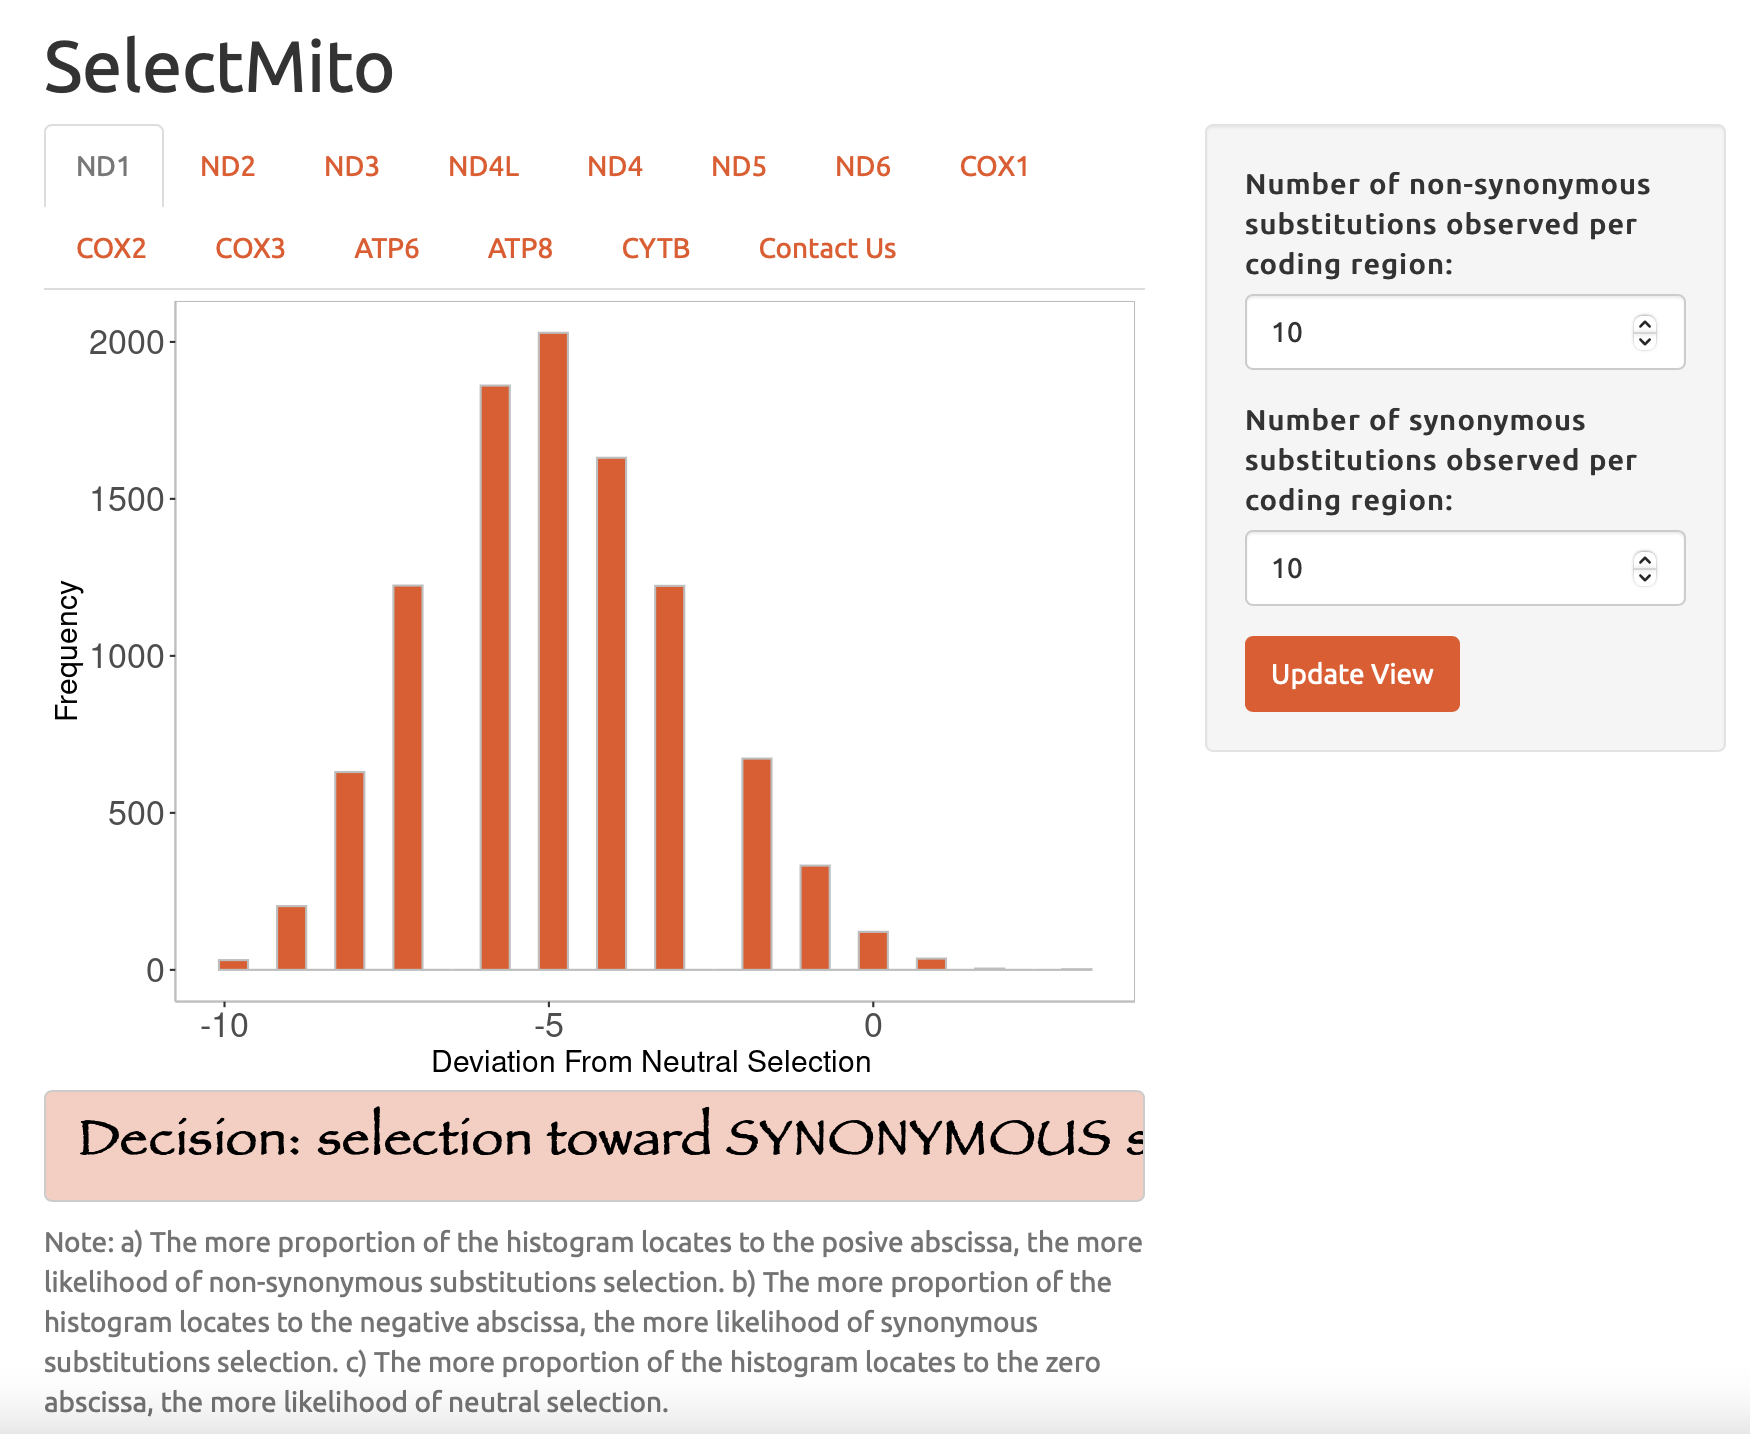 SelectMito
ND1 ND2 ND3 ND4L ND4 ND5 ND6 COX1
COX2 COX3 ATP6 ATP8 CYTB Contact Us
2000
1500
1000
500
0
Frequency
-10 -5 0
Deviation From Neutral Selection
Decision: selection toward SYNONYMOUS s
Note: a) The more proportion of the histogram locates to the posive abscissa, the more
likelihood of non-synonymous substitutions selection. b) The more proportion of the
histogram locates to the negative abscissa, the more likelihood of synonymous
substitutions selection. c) The more proportion of the histogram locates to the zero
abscissa, the more likelihood of neutral selection.
Number of non-synonymous
substitutions observed per
coding region:
10
Number of synonymous
substitutions observed per
coding region:
10
Update View